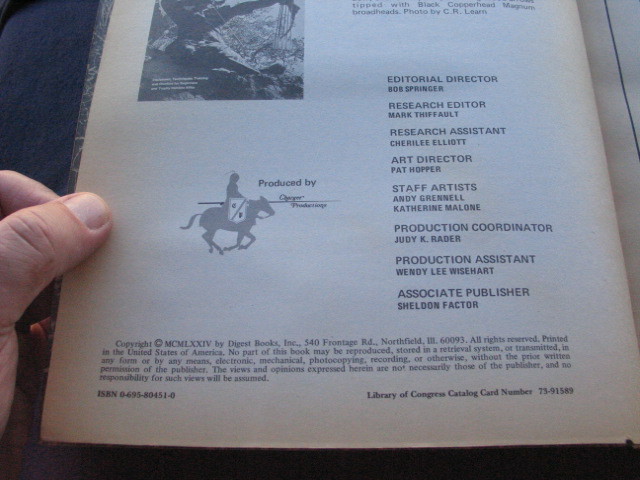 tipped with Black Copperhead Magnum
broadheads. Photo by C.R. Learn
EDITORIAL DIRECTOR
BOB SPRINGER
RESEARCH EDITOR
MARK THIFFAULT
RESEARCH ASSISTANT
CHERILEE ELLIOTT
ART DIRECTOR
PAT HOPPER
STAFF ARTISTS
ANDY GRENNELL
KATHERINE MALONE
PRODUCTION COORDINATOR
JUDY K. RADER
PRODUCTION ASSISTANT
WENDY LEE WISEHART
ASSOCIATE PUBLISHER
SHELDON FACTOR
Produced by
Productions
Copyright © MCMLXXIV by Digest Books, Inc., 540 Frontage Rd., Northfield, Ill. 60093. All rights reserved. Printed
in the United States of America. No part of this book may be reproduced, stored in a retrieval system, or transmitted, in
any form or by any means, electronic, mechanical, photocopying, recording, or otherwise, without the prior written
permission of the publisher. The views and opinions expressed herein are not necessarily those of the publisher, and no
responsibility for such views will be assumed.
ISBN 0-695-80451-0
Library of Congress Catalog Card Number 73-91589